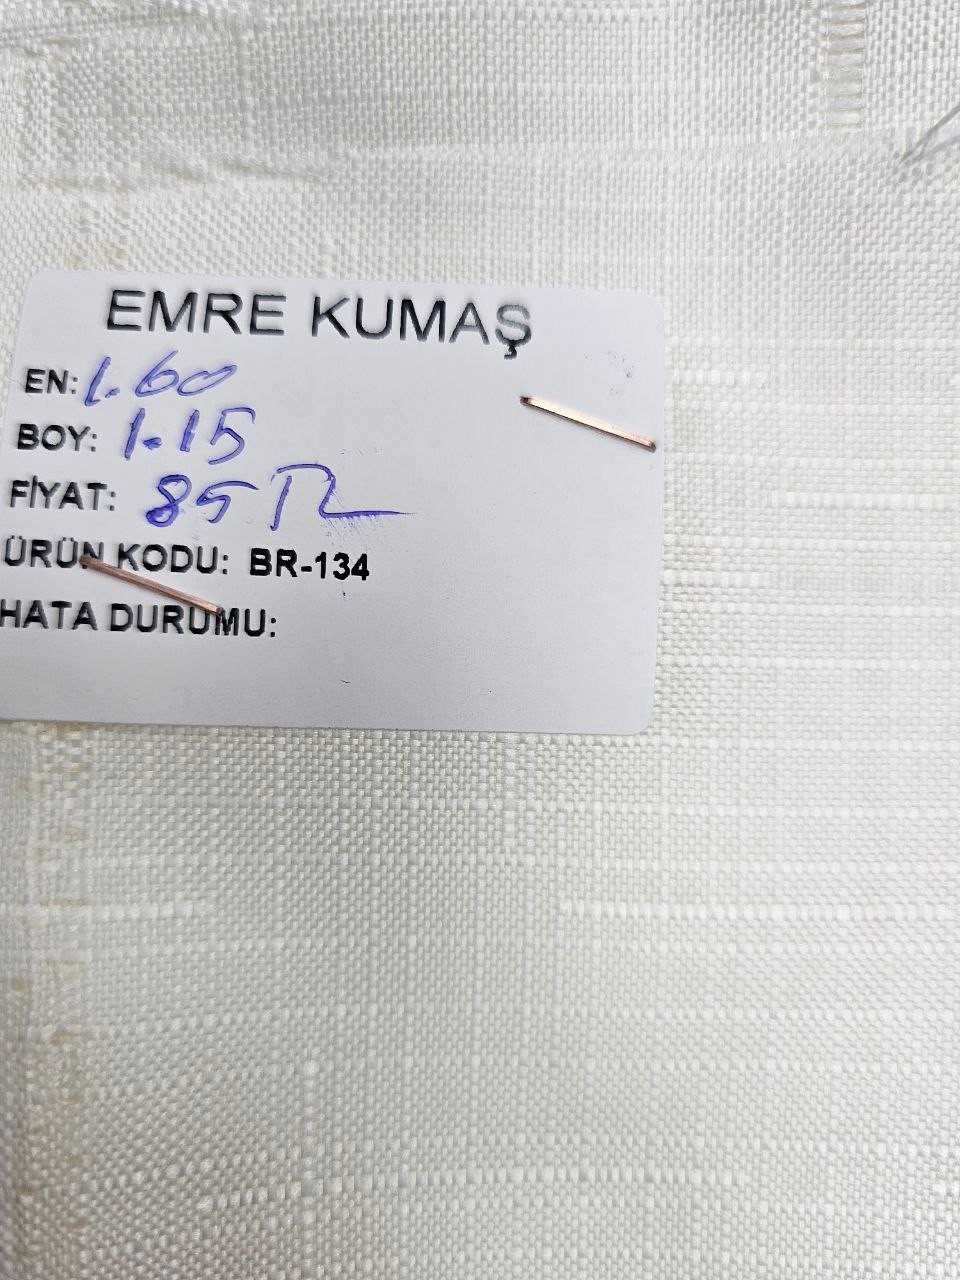 EMRE KUMAŞ
EN: 1.60
BOY: 1.15
FİYAT: 85 TL
ÜRÜN KODU: BR-134
HATA DURUMU: